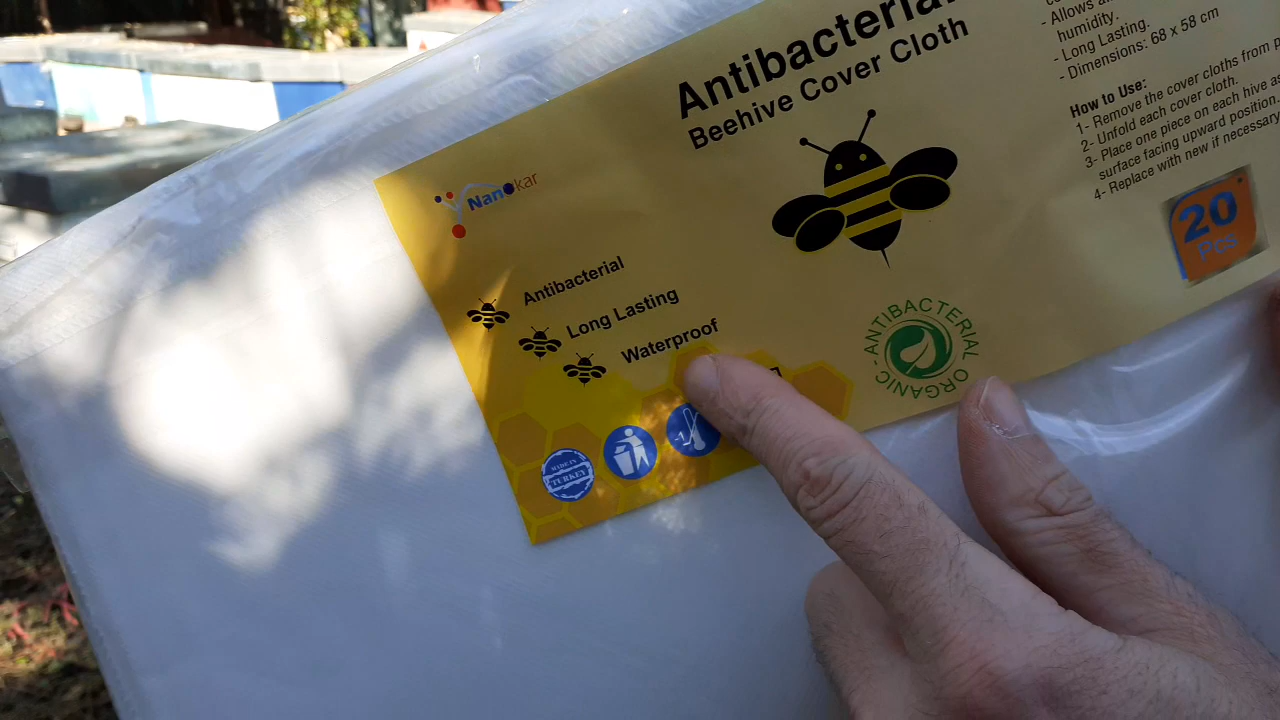 Antibacterial
Beehive Cover Cloth
NanoKar
Antibacterial
Long Lasting
Waterproof
MADE IN
TURKEY
-1
ANTIBACTERIAL
ORGANIC -
- Allows
humidity.
- Long Lasting.
- Dimensions: 68 x 58 cm
How to Use:
1- Remove the cover cloths from
2- Unfold each cover cloth.
3- Place one piece on each hive
surface facing upward position.
4- Replace with new if necessary
20
Pcs